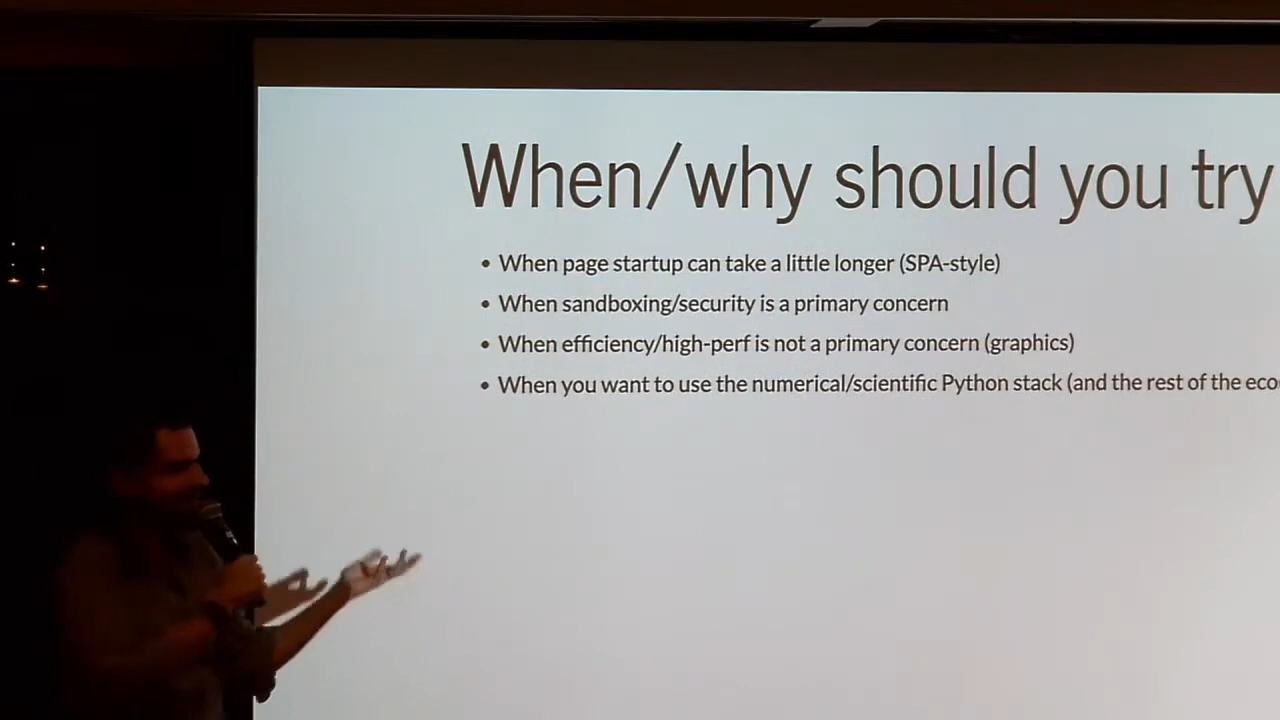 When/why should you try
• When page startup can take a little longer (SPA-style)
• When sandboxing/security is a primary concern
• When efficiency/high-perf is not a primary concern (graphics)
• When you want to use the numerical/scientific Python stack (and the rest of the eco